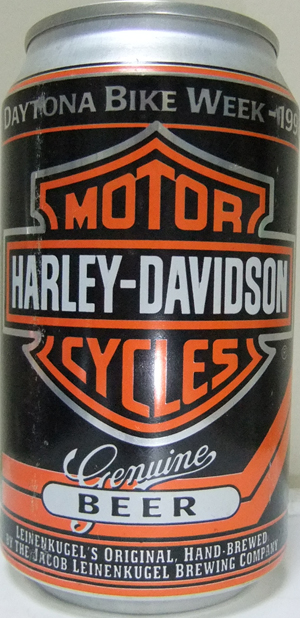 DAYTONA BIKE WEEK-19
MOTOR
HARLEY-DAVIDSON
CYCLES
®
Genuine
BEER
LEINENKUGEL'S ORIGINAL, HAND-BREWED
BY THE JACOB LEINENKUGEL BREWING COMPANY